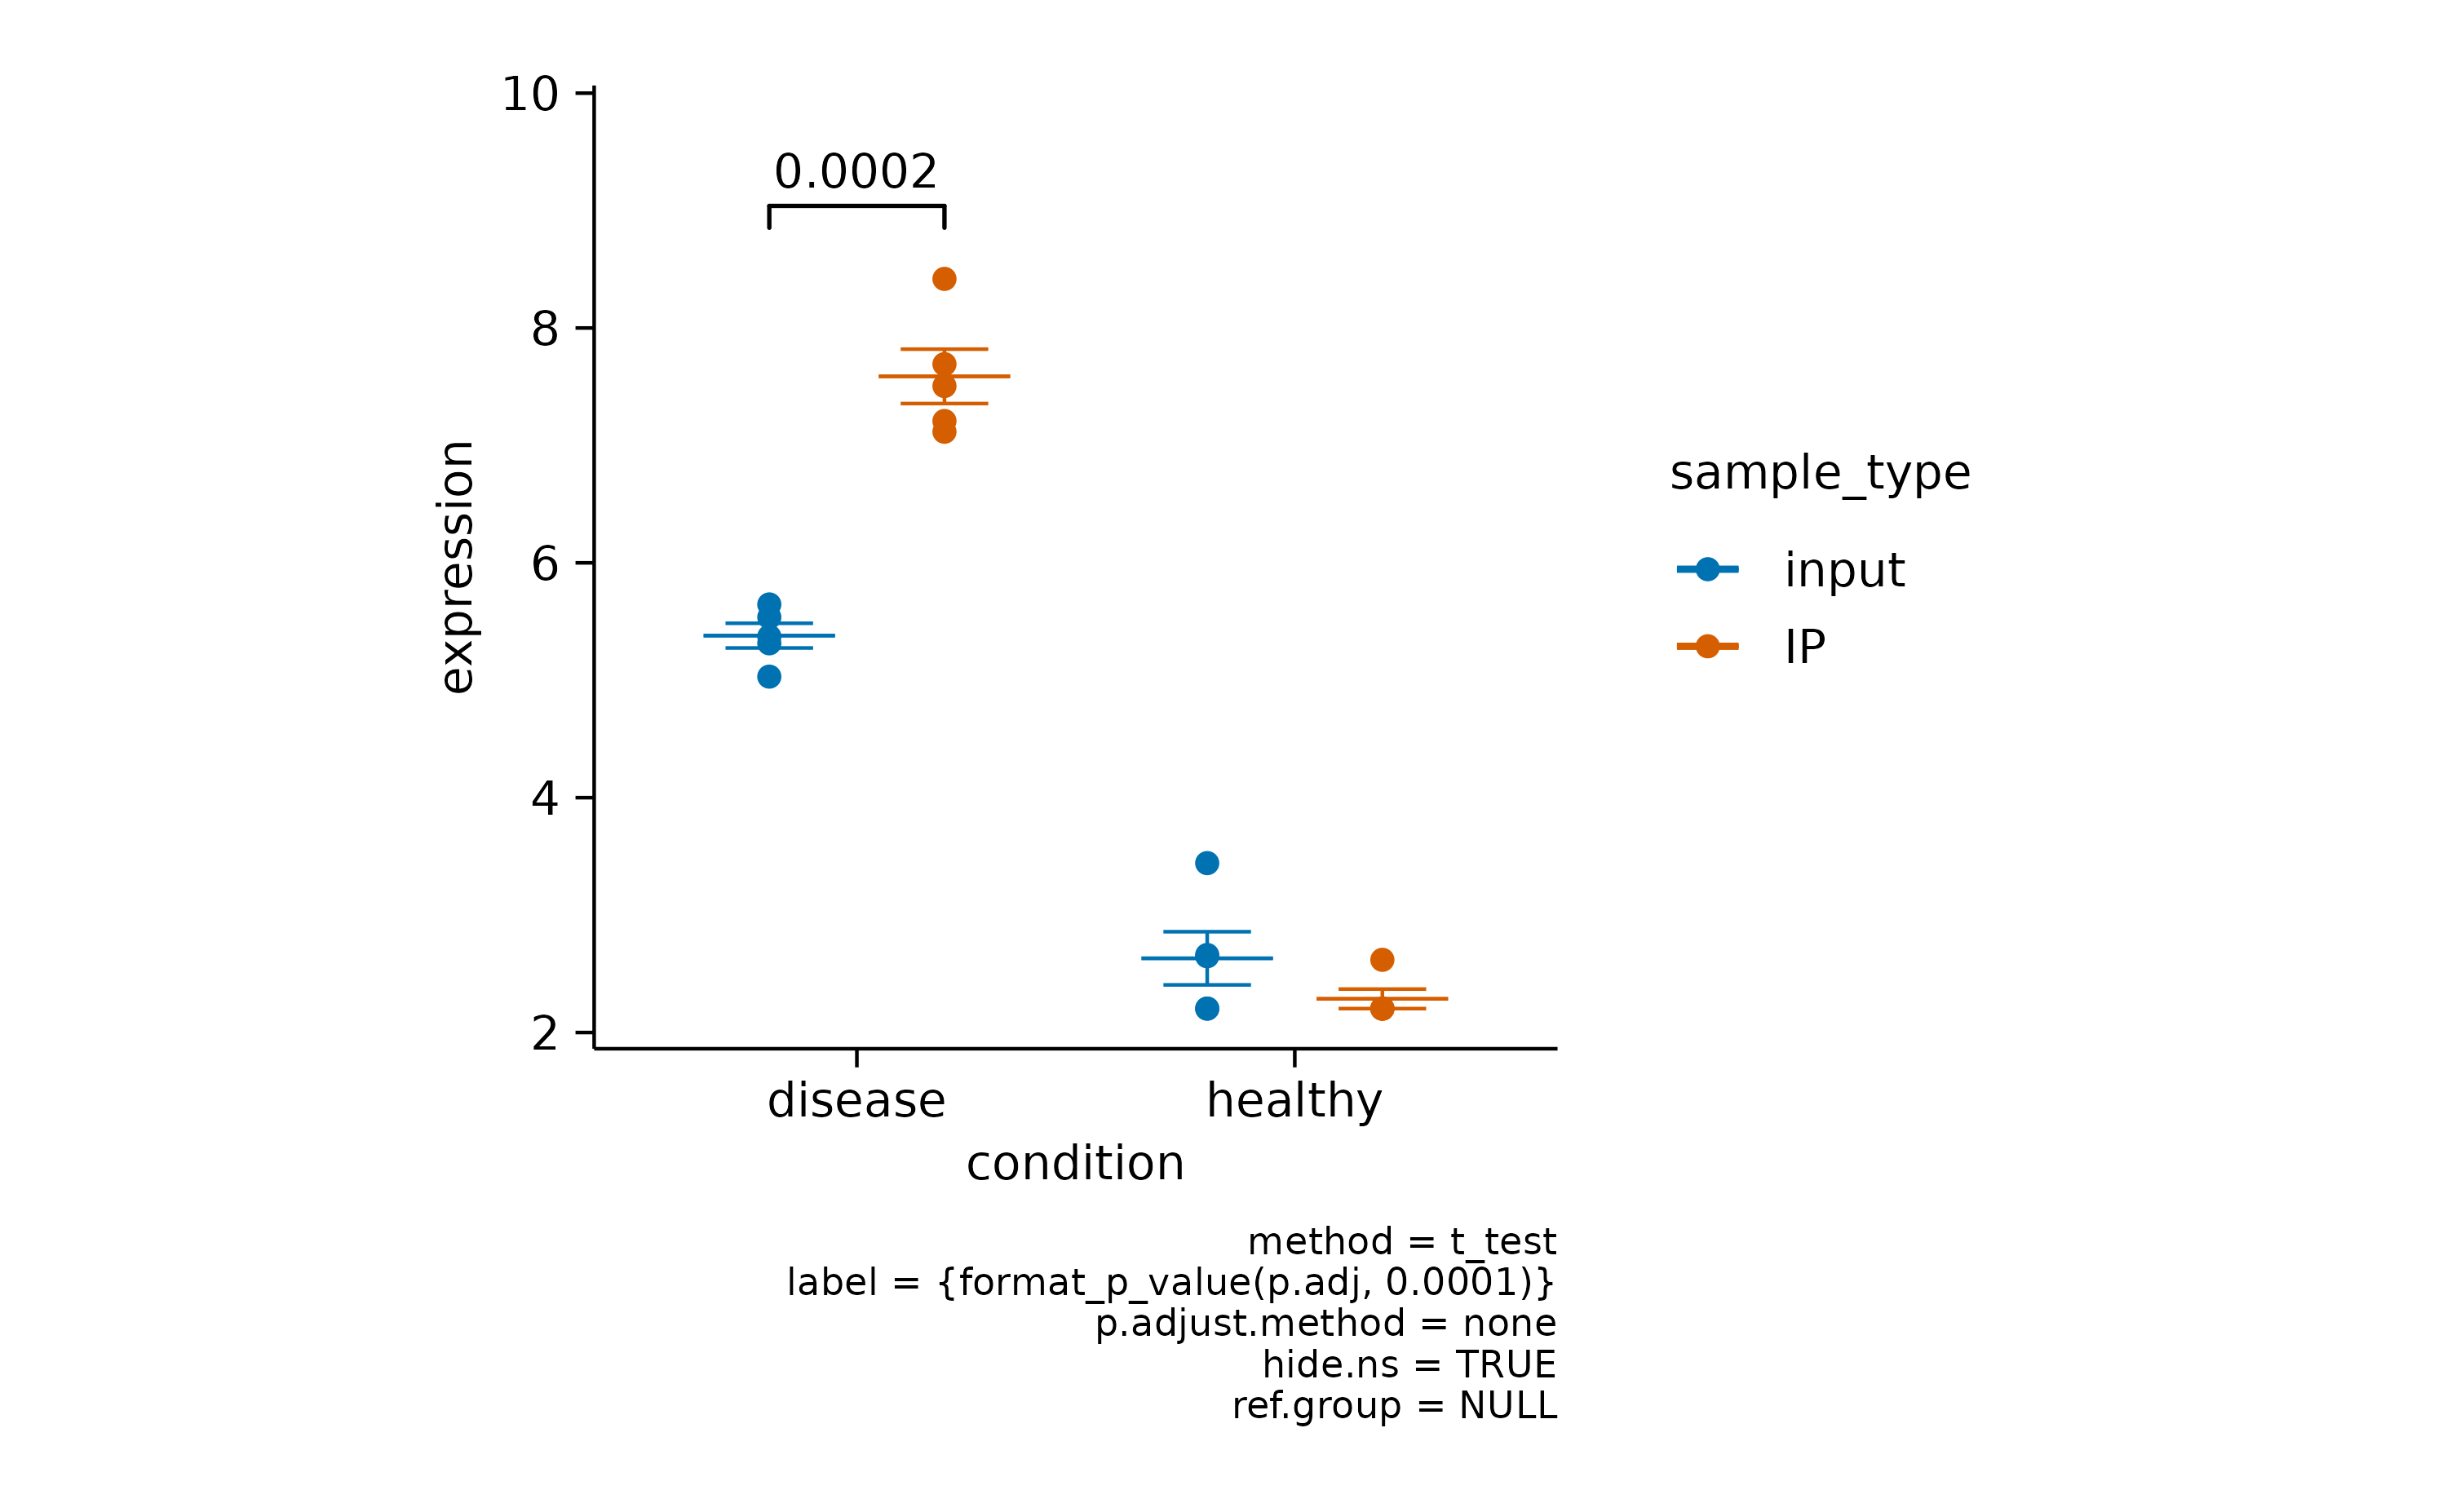 10
0.0002
8
6
4
2
expression
disease healthy
condition
sample_type
input
IP
method = t_test
label = {format_p_value(p.adj, 0.0001)}
p.adjust.method = none
hide.ns = TRUE
ref.group = NULL